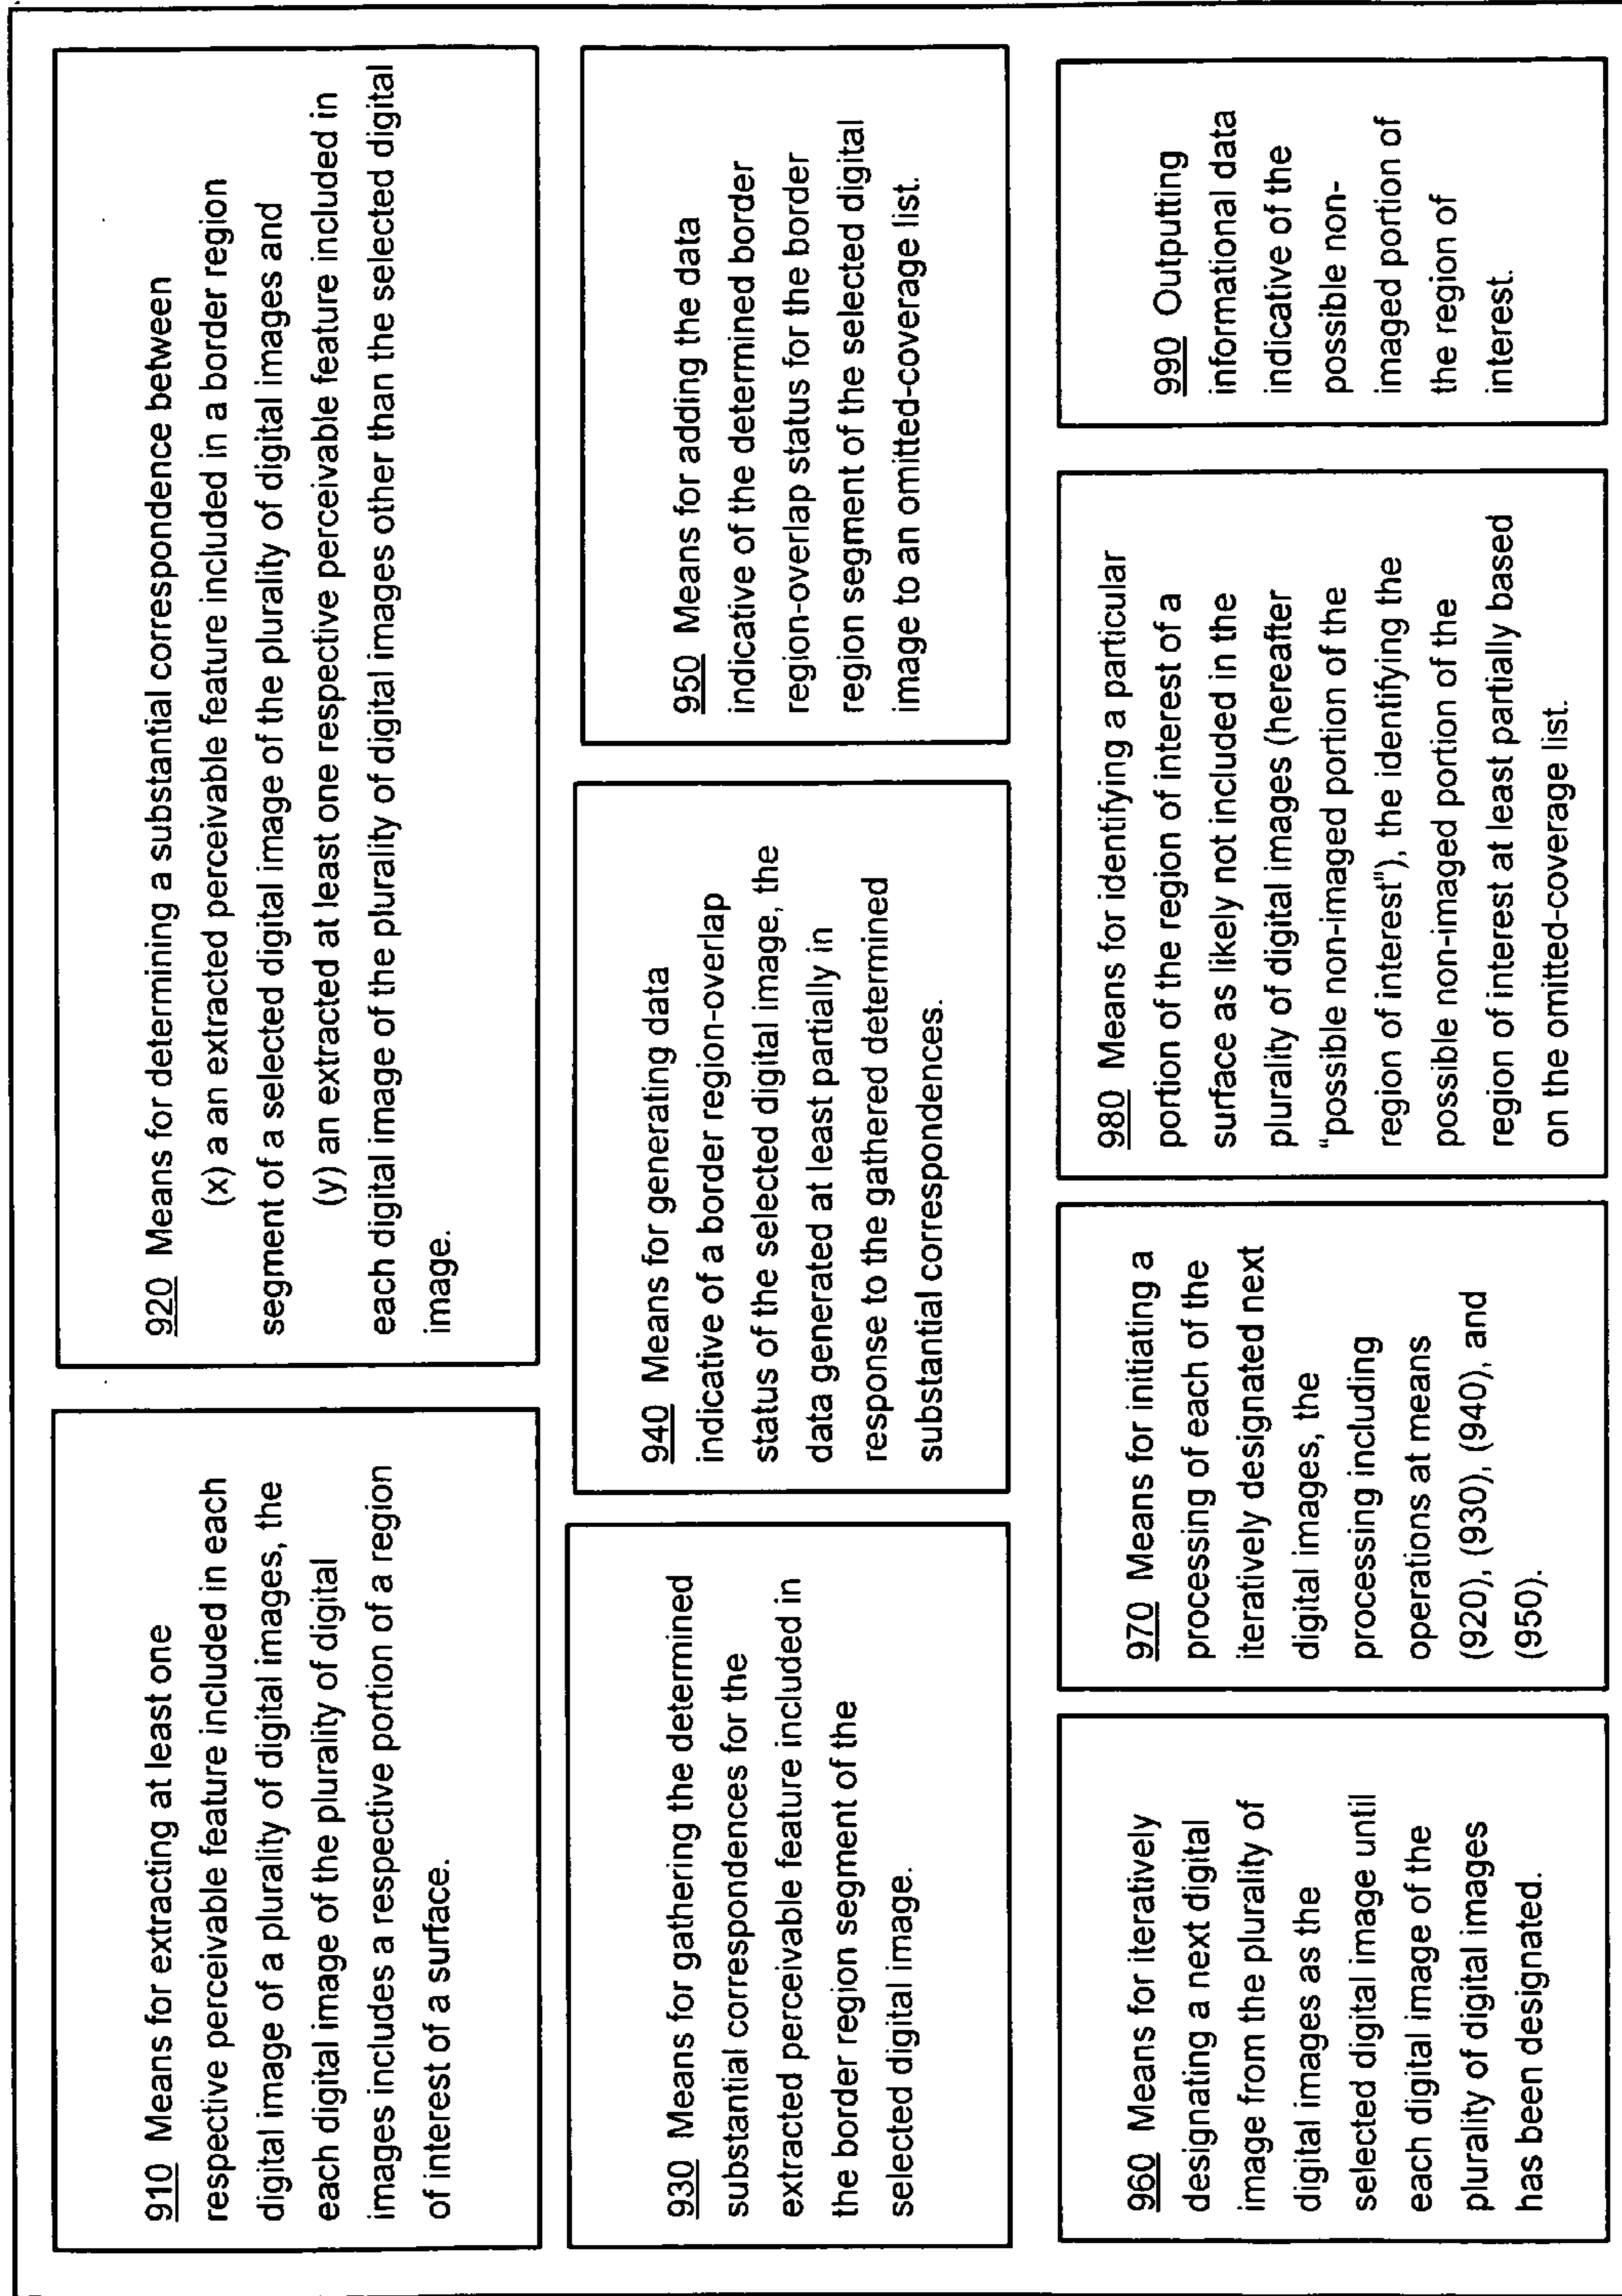 910 Means for extracting at least one
respective perceivable feature included in each
digital image of a plurality of digital images, the
each digital image of the plurality of digital
images includes a respective portion of a region
of interest of a surface.
920 Means for determining a substantial correspondence between
(x) a an extracted perceivable feature included in a border region
segment of a selected digital image of the plurality of digital images and
(y) an extracted at least one respective perceivable feature included in
each digital image of the plurality of digital images other than the selected digital
image.
930 Means for gathering the determined
substantial correspondences for the
extracted perceivable feature included in
the border region segment of the
selected digital image.
940 Means for generating data
indicative of a border region-overlap
status of the selected digital image, the
data generated at least partially in
response to the gathered determined
substantial correspondences.
950 Means for adding the data
indicative of the determined border
region-overlap status for the border
region segment of the selected digital
image to an omitted-coverage list.
960 Means for iteratively
designating a next digital
image from the plurality of
digital images as the
selected digital image until
each digital image of the
plurality of digital images
has been designated.
970 Means for initiating a
processing of each of the
iteratively designated next
digital images, the
processing including
operations at means
(920), (930), (940), and
(950).
980 Means for identifying a particular
portion of the region of interest of a
surface as likely not included in the
plurality of digital images (hereafter
"possible non-imaged portion of the
region of interest"), the identifying the
possible non-imaged portion of the
region of interest at least partially based
on the omitted-coverage list.
990 Outputting
informational data
indicative of the
possible non-
imaged portion of
the region of
interest.